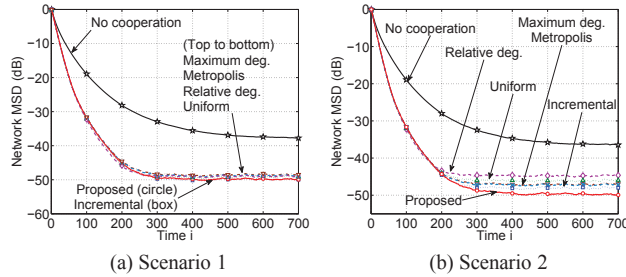 No cooperation
(Top to bottom)
Maximum deg.
Metropolis
Relative deg.
Uniform
Proposed (circle)
Incremental (box)
Network MSD (dB)
0
−10
−20
−30
−40
−50
−60
0 100 200 300 400 500 600 700
Time i
(a) Scenario 1
No cooperation
Maximum deg.
Metropolis
Relative deg.
Uniform
Incremental
Proposed
Network MSD (dB)
0
−10
−20
−30
−40
−50
0 100 200 300 400 500 600 700
Time i
(b) Scenario 2